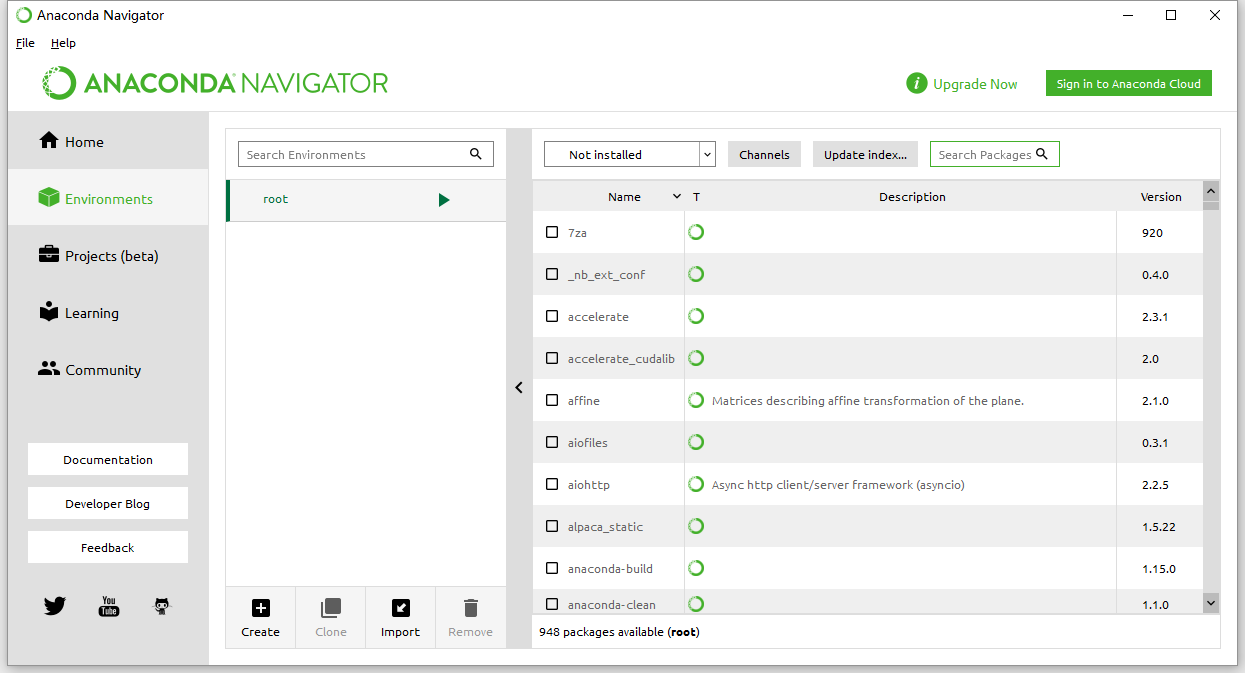 Anaconda Navigator
File Help
ANACONDA NAVIGATOR
i Upgrade Now Sign in to Anaconda Cloud
Home
Environments
Projects (beta)
Learning
Community
Documentation
Developer Blog
Feedback
You Tube
Search Environments
root
Create Clone Import Remove
Not installed Channels Update index... Search Packages
Name T Description Version
7za 920
_nb_ext_conf 0.4.0
accelerate 2.3.1
accelerate_cudalib 2.0
affine Matrices describing affine transformation of the plane. 2.1.0
aiofiles 0.3.1
aiohttp Async http client/server framework (asyncio) 2.2.5
alpaca_static 1.5.22
anaconda-build 1.15.0
anaconda-clean 1.1.0
948 packages available (root)